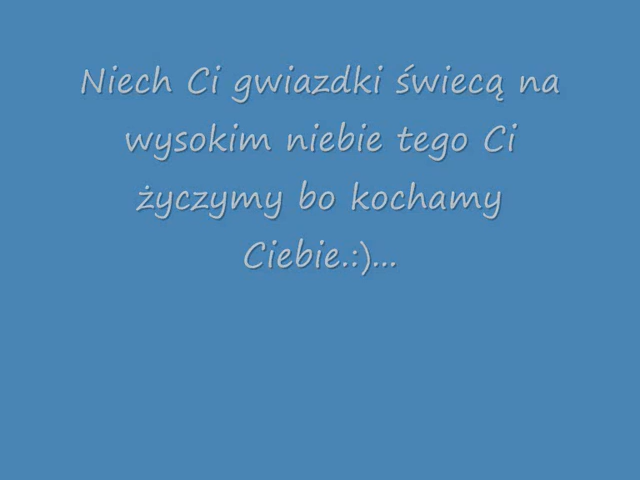 Niech Ci gwiazdki świecą na
wysokim niebie tego Ci
życzymy bo kochamy
Ciebie.:)...